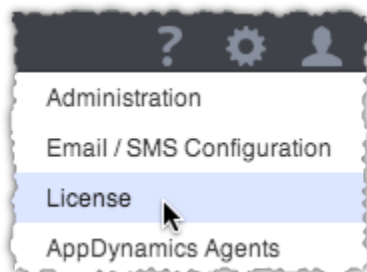 ?
Administration
Email / SMS Configuration
License
AppDynamics Agents